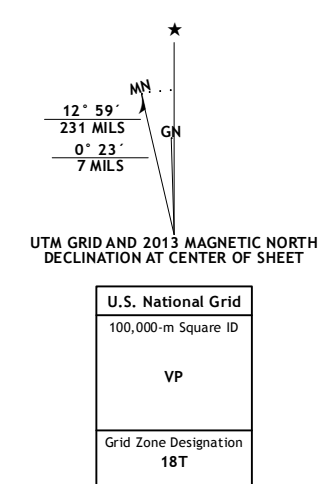 ★
MN
GN
12° 59´
231 MILS
0° 23´
7 MILS
UTM GRID AND 2013 MAGNETIC NORTH
DECLINATION AT CENTER OF SHEET
U.S. National Grid
100,000-m Square ID
VP
Grid Zone Designation
18T